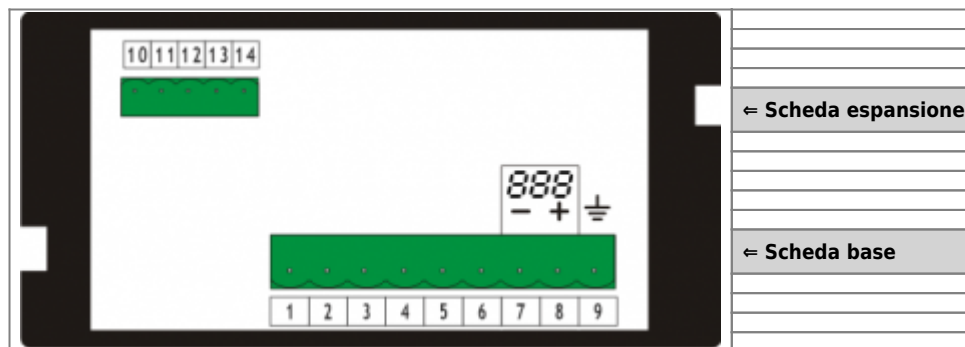 10 11 12 13 14
⇐ Scheda espansione
888
− +
⇐ Scheda base
1 2 3 4 5 6 7 8 9